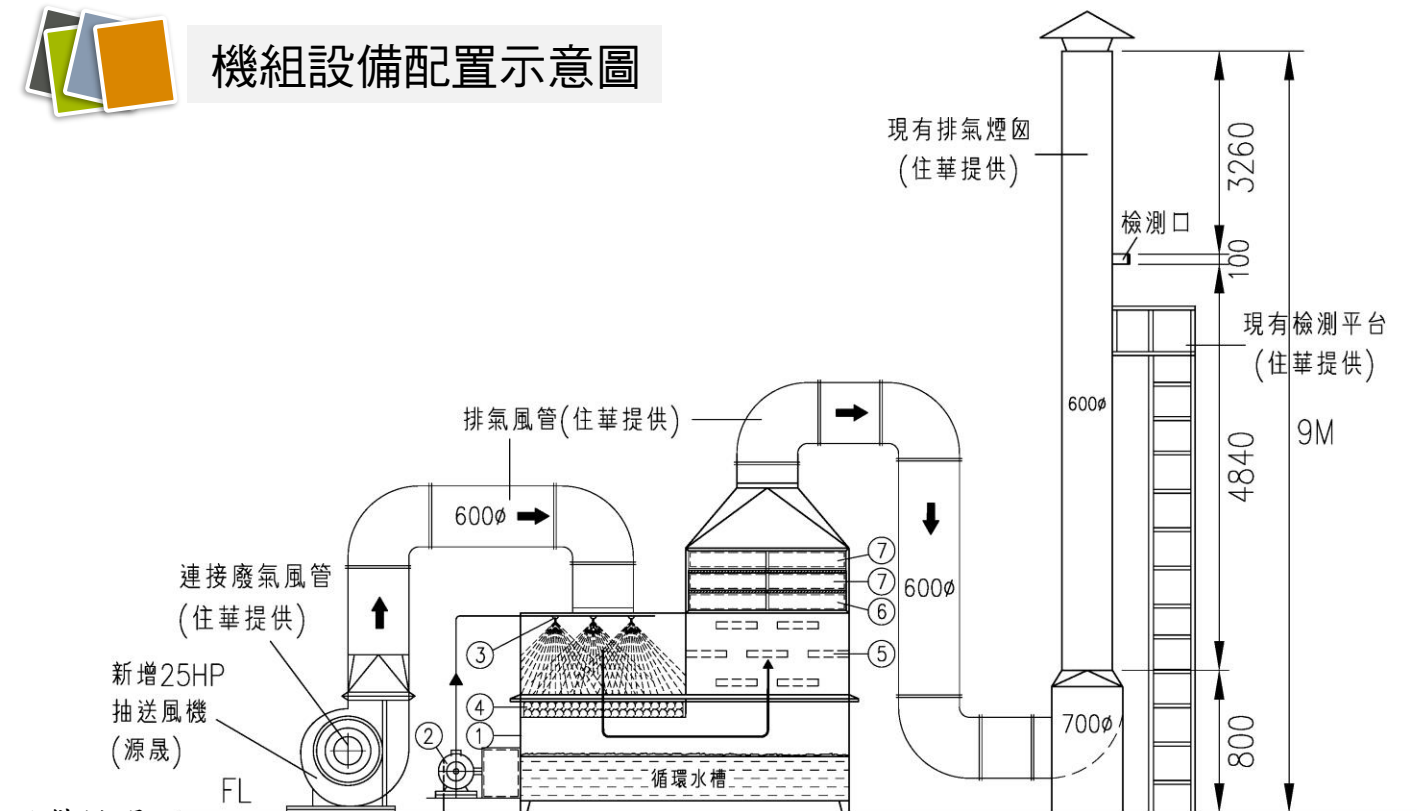 機組設備配置示意圖
現有排氣煙囪
(住華提供)
3260
檢測口
100
現有檢測平台
(住華提供)
排氣風管(住華提供)
600ø
9M
4840
600ø
連接廢氣風管
(住華提供)
7
7
6
600ø
3
5
新增25HP
抽送風機
(源晟)
4
1
2
700ø
800
循環水槽
FL